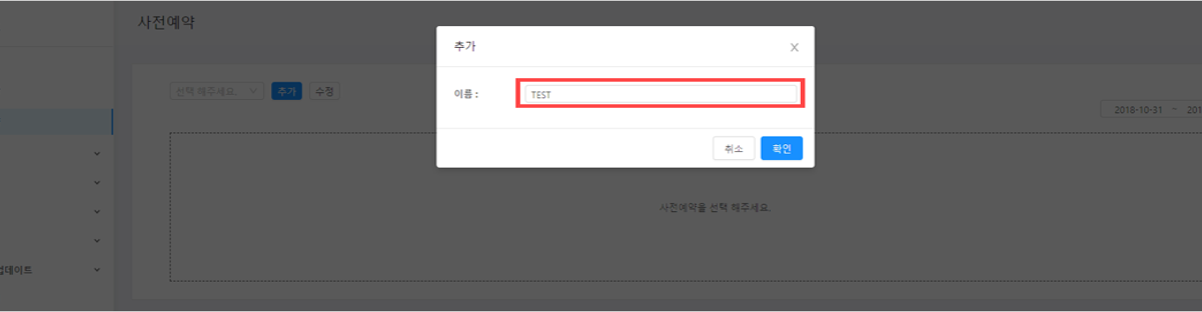 사전예약
추가
선택 해주세요. 추가 수정
이름 : TEST
2018-10-31 ~ 201
취소 확인
사전예약을 선택 해주세요.
업데이트